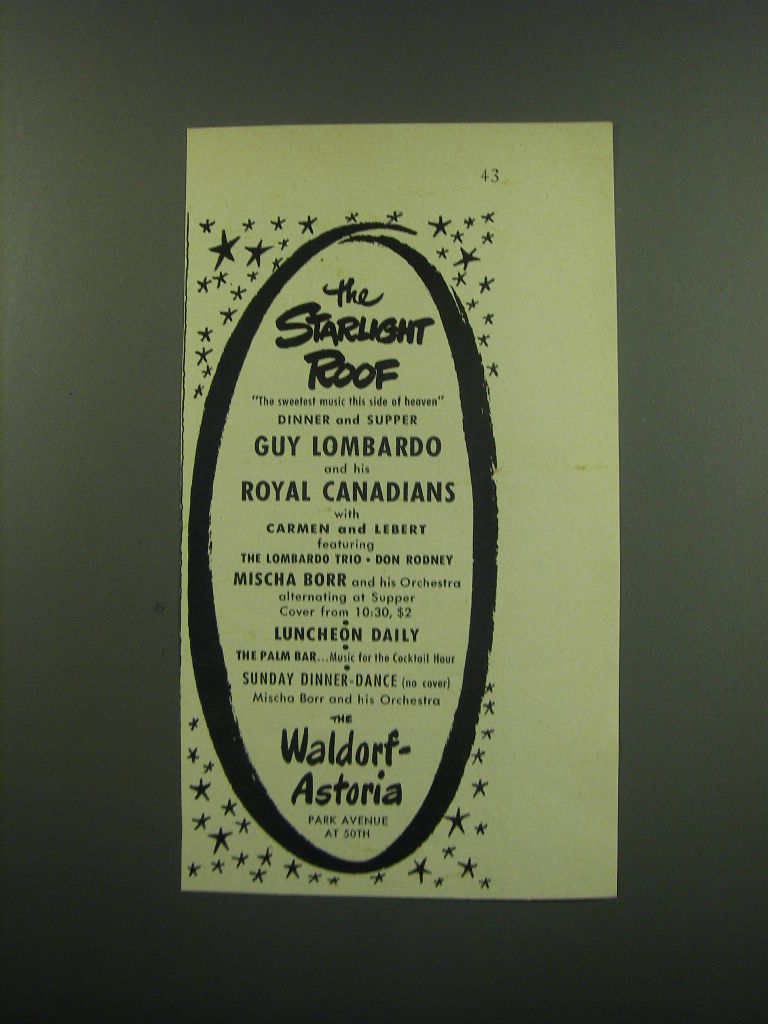 43
the
STARLIGHT
ROOF
"The sweetest music this side of heaven"
DINNER and SUPPER
GUY LOMBARDO
and his
ROYAL CANADIANS
with
CARMEN and LEBERT
featuring
THE LOMBARDO TRIO • DON RODNEY
MISCHA BORR and his Orchestra
alternating at Supper
Cover from 10:30, $2
LUNCHEON DAILY
THE PALM BAR...Music for the Cocktail Hour
SUNDAY DINNER-DANCE (no cover)
Mischa Borr and his Orchestra
THE
Waldorf-
Astoria
PARK AVENUE
AT 50TH